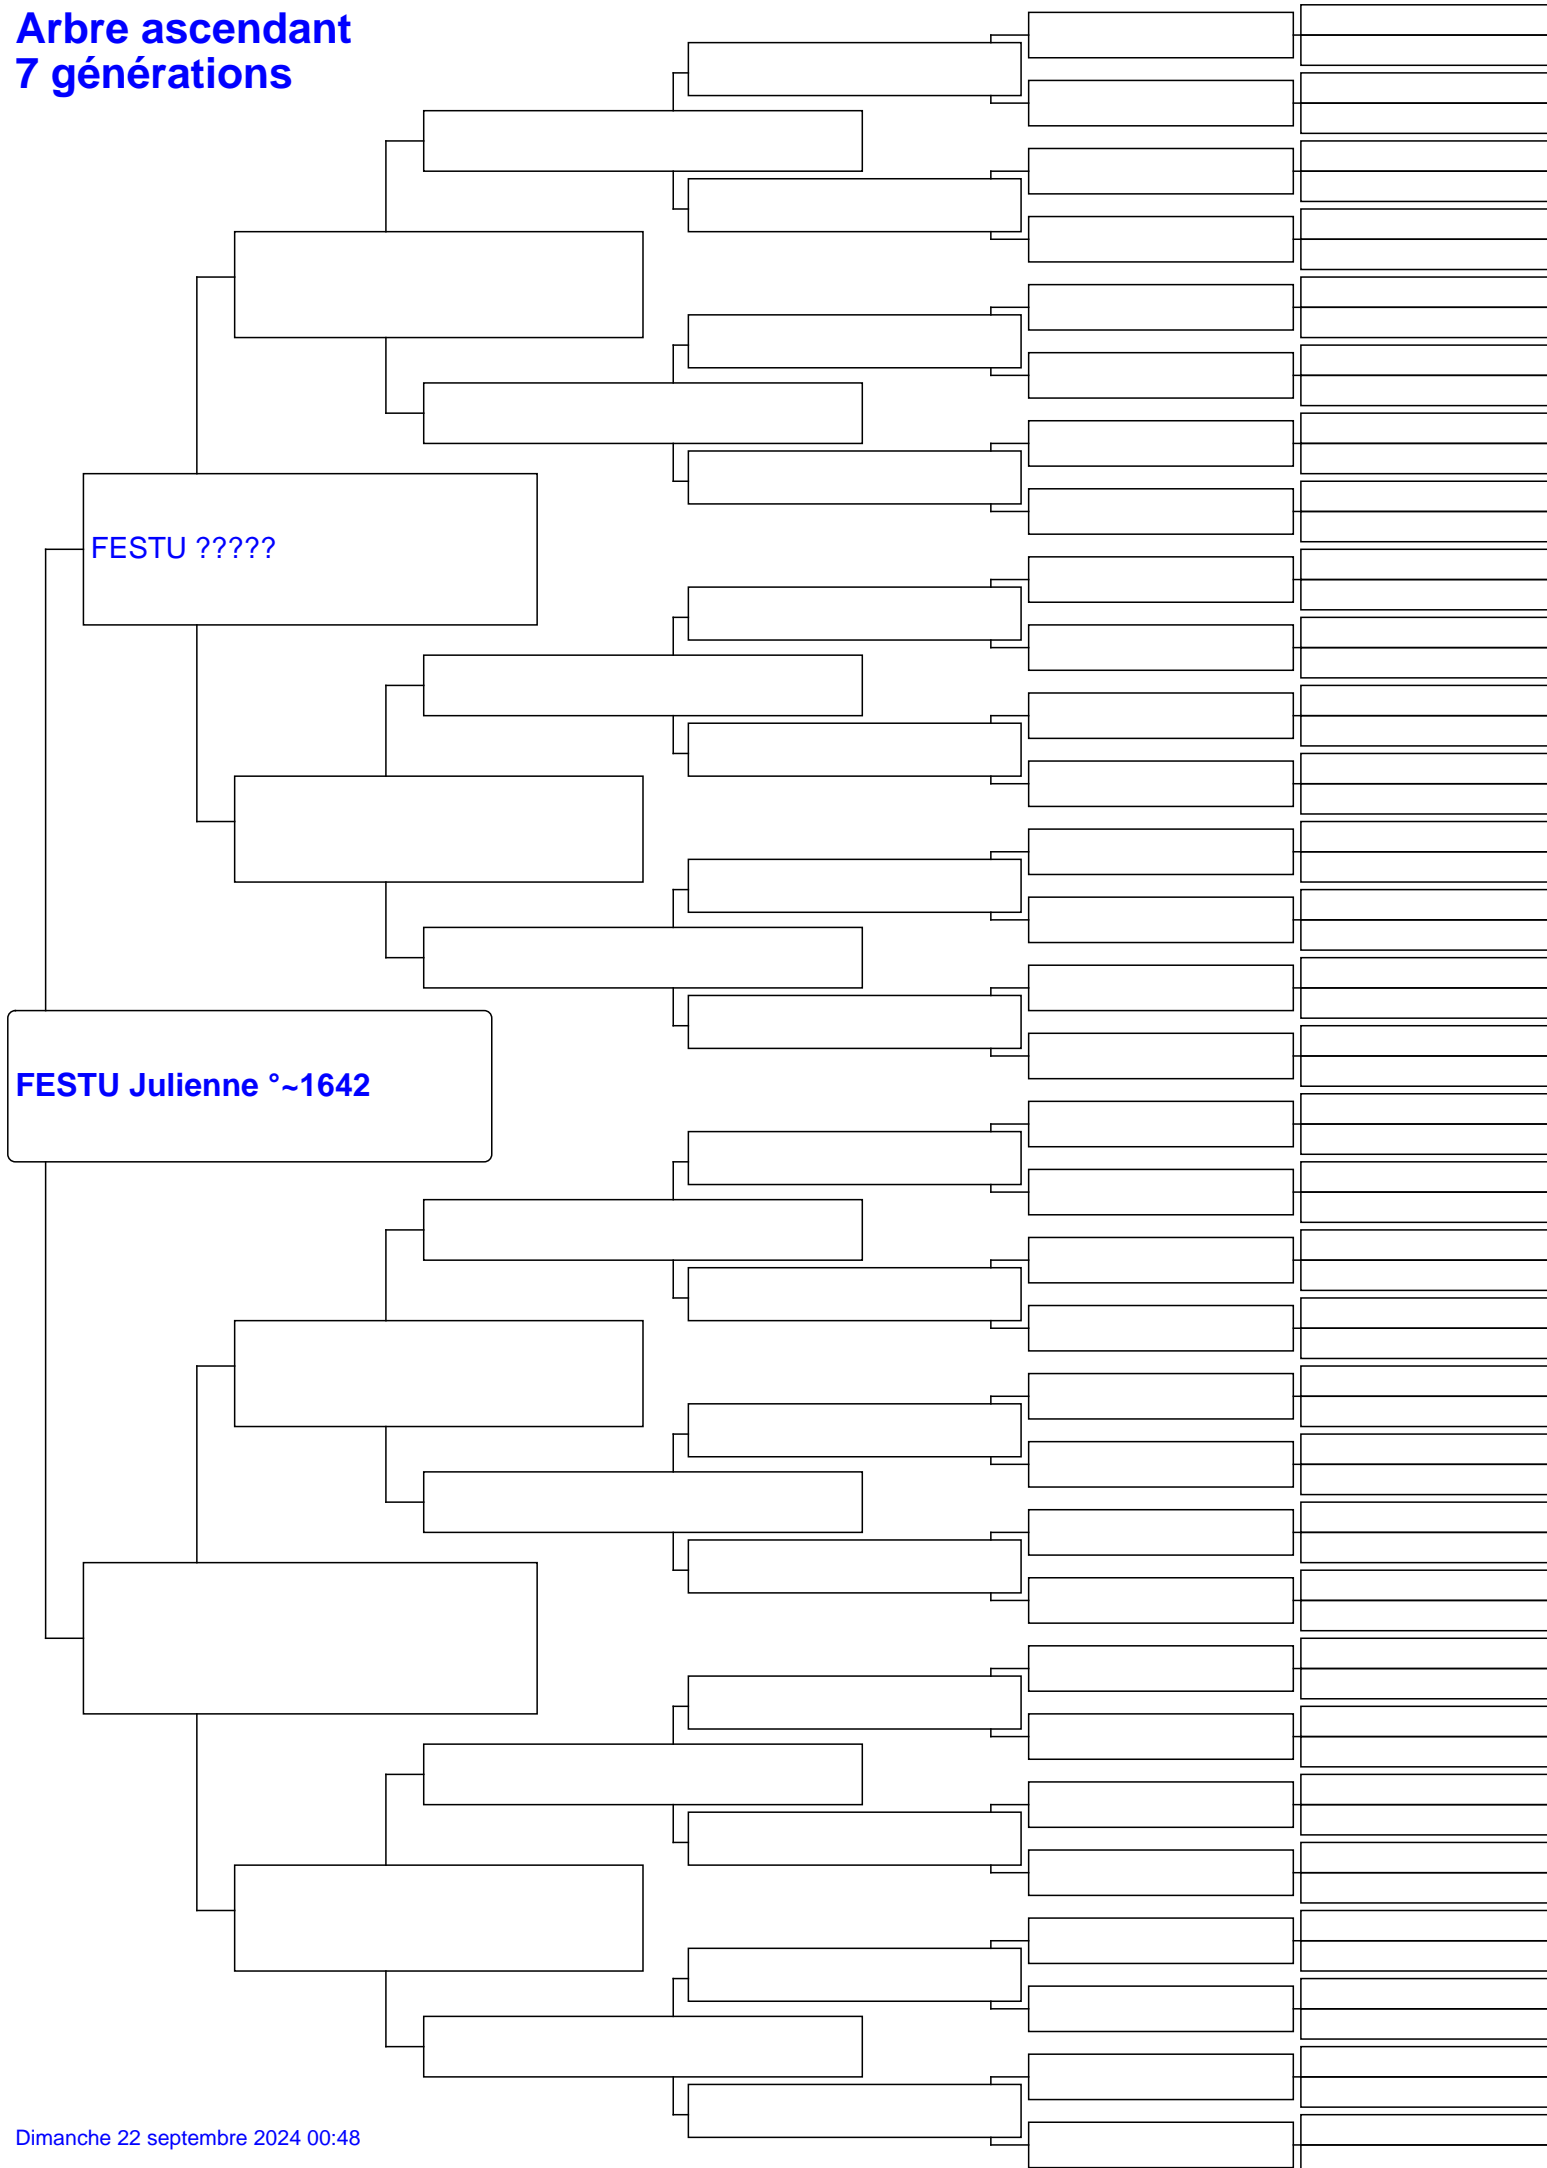 Arbre ascendant
7 générations
FESTU ?????
FESTU Julienne °~1642
Dimanche 22 septembre 2024 00:48